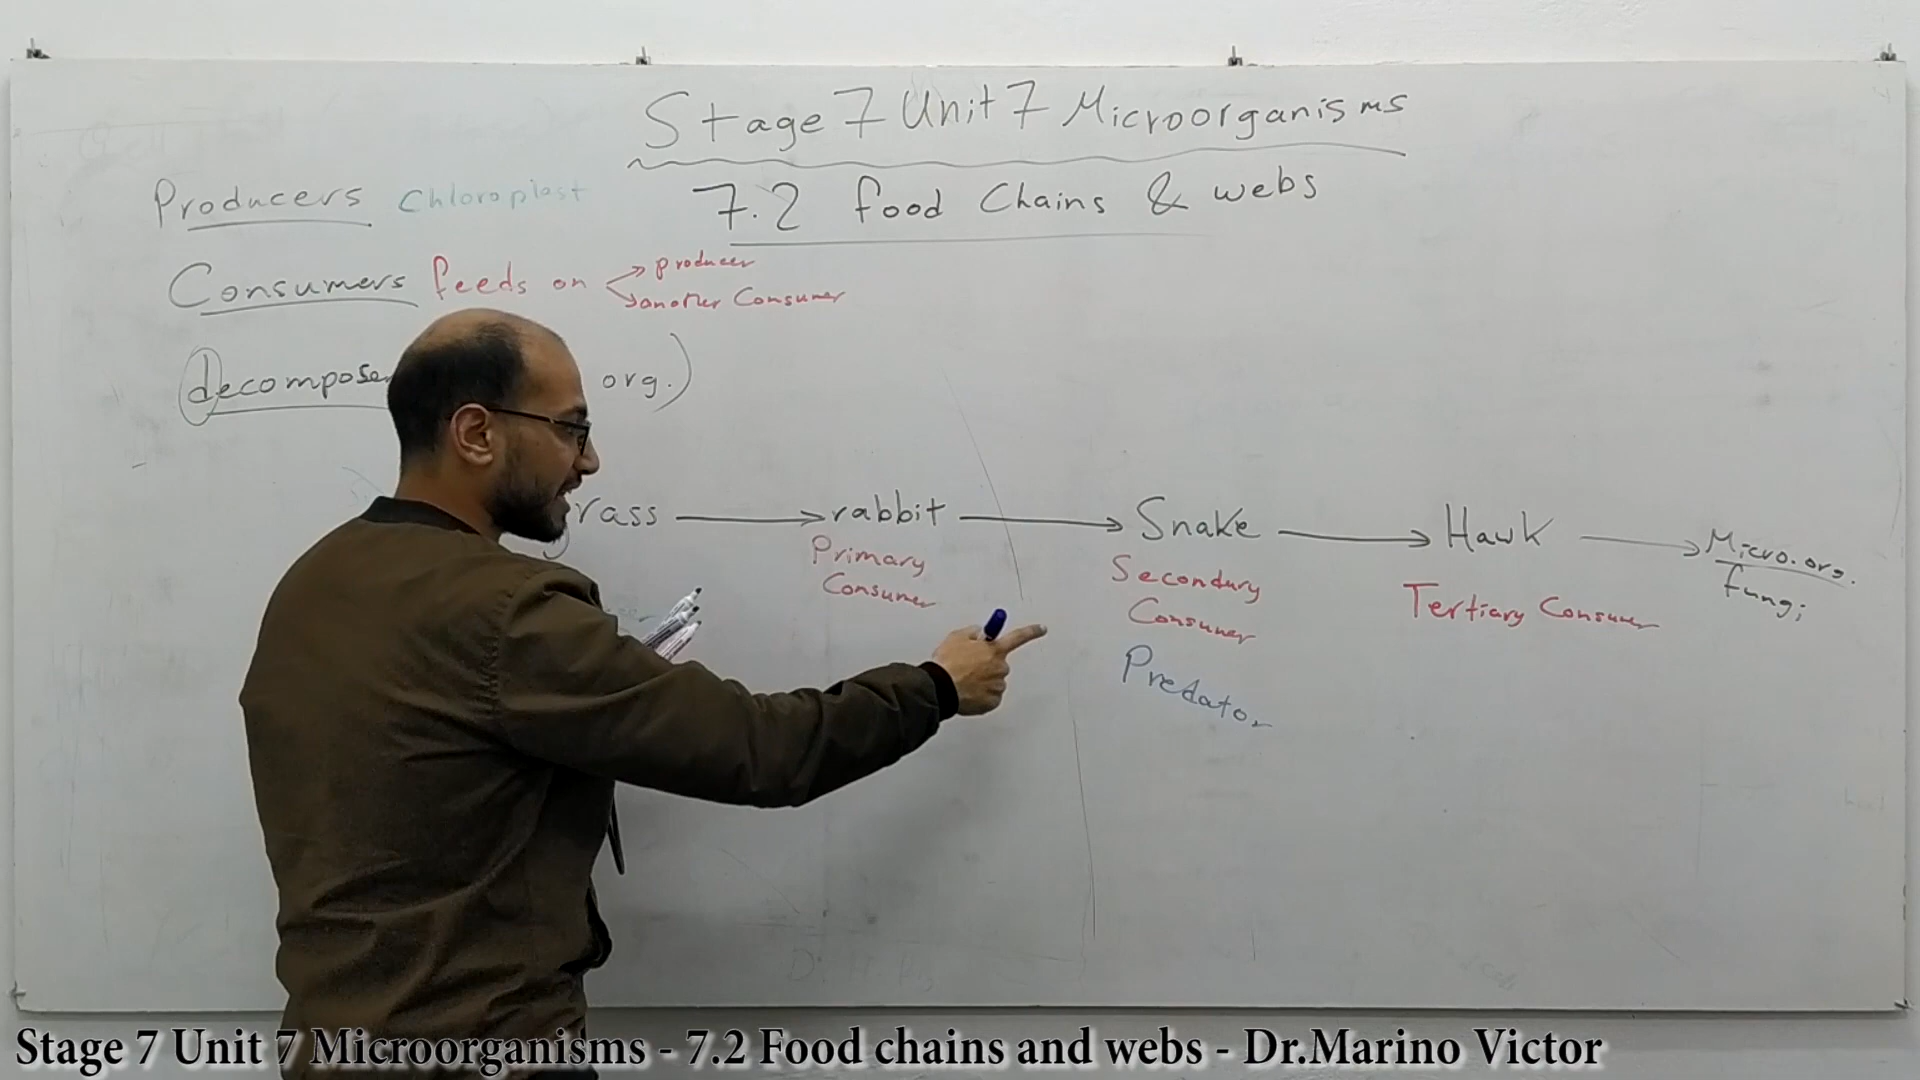 Stage 7 Unit 7 Microorganisms
7.2 food Chains & webs
Producers Chloroplast
Consumers feeds on
producer
another Consumer
decompose org.)
rass → rabbit → Snake → Hawk → Micro.org.
fungi
Primary
Consumer
Secondary
Consumer
Tertiary Consumer
Predator
Stage 7 Unit 7 Microorganisms - 7.2 Food chains and webs - Dr.Marino Victor